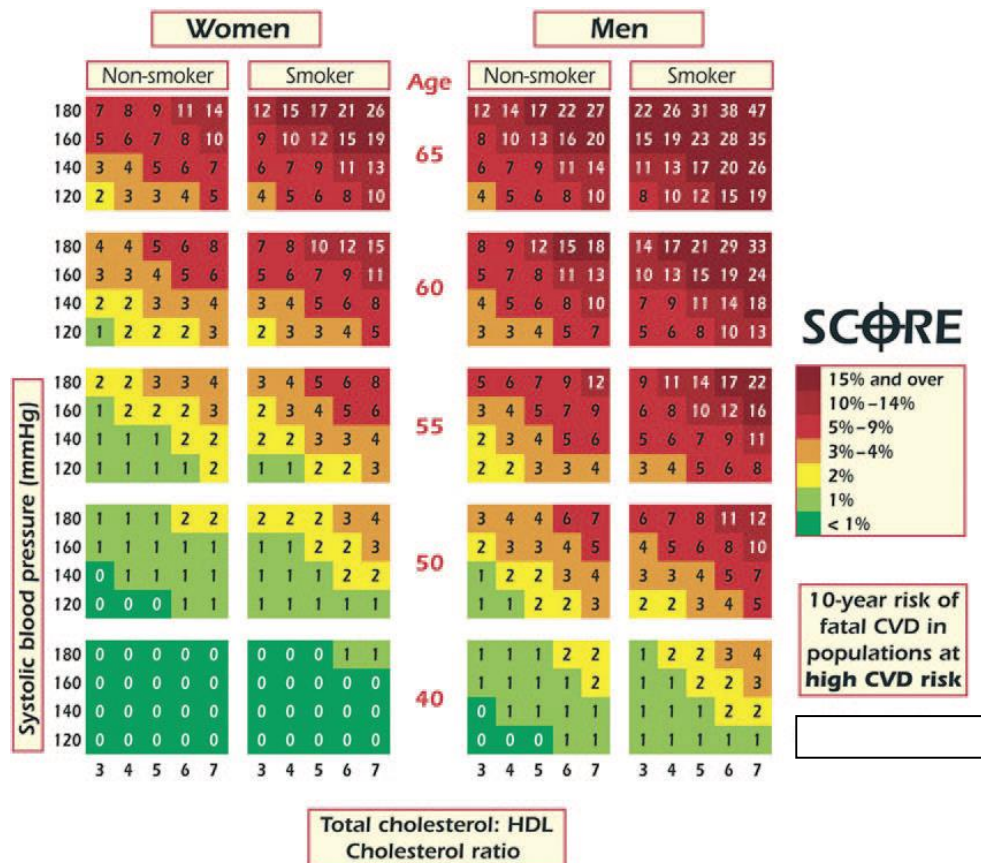 Women Men
Non-smoker Smoker Age Non-smoker Smoker
180 7 8 9 11 14 12 15 17 21 26 12 14 17 22 27 22 26 31 38 47
160 5 6 7 8 10 9 10 12 15 19 8 10 13 16 20 15 19 23 28 35
65
140 3 4 5 6 7 6 7 9 11 13 6 7 9 11 14 11 13 17 20 26
120 2 3 3 4 5 4 5 6 8 10 4 5 6 8 10 8 10 12 15 19
180 4 4 5 6 8 7 8 10 12 15 8 9 12 15 18 14 17 21 29 33
160 3 3 4 5 6 5 6 7 9 11 5 7 8 11 13 10 13 15 19 24
60
140 2 2 3 3 4 3 4 5 6 8 4 5 6 8 10 7 9 11 14 18
120 1 2 2 2 3 2 3 3 4 5 3 3 4 5 7 5 6 8 10 13
180 2 2 3 3 4 3 4 5 6 8 5 6 7 9 12 9 11 14 17 22
160 1 2 2 2 3 2 3 4 5 6 3 4 5 7 9 6 8 10 12 16
55
140 1 1 1 2 2 2 2 3 3 4 2 3 4 5 6 5 6 7 9 11
120 1 1 1 1 2 1 1 2 2 3 2 2 3 3 4 3 4 5 6 8
180 1 1 1 2 2 2 2 2 3 4 3 4 4 6 7 6 7 8 11 12
160 1 1 1 1 1 1 1 2 2 3 2 3 3 4 5 4 5 6 8 10
50
140 0 1 1 1 1 1 1 1 2 2 1 2 2 3 4 3 3 4 5 7
120 0 0 0 1 1 1 1 1 1 1 1 1 2 2 3 2 2 3 4 5
180 0 0 0 0 0 0 0 0 1 1 1 1 1 2 2 1 2 2 3 4
160 0 0 0 0 0 0 0 0 0 0 1 1 1 1 2 1 1 2 2 3
40
140 0 0 0 0 0 0 0 0 0 0 0 1 1 1 1 1 1 1 2 2
120 0 0 0 0 0 0 0 0 0 0 0 0 0 1 1 1 1 1 1 1
3 4 5 6 7 3 4 5 6 7 3 4 5 6 7 3 4 5 6 7
Systolic blood pressure (mmHg)
Total cholesterol: HDL
Cholesterol ratio
SCORE
15% and over
10%–14%
5%–9%
3%–4%
2%
1%
< 1%
10-year risk of
fatal CVD in
populations at
high CVD risk